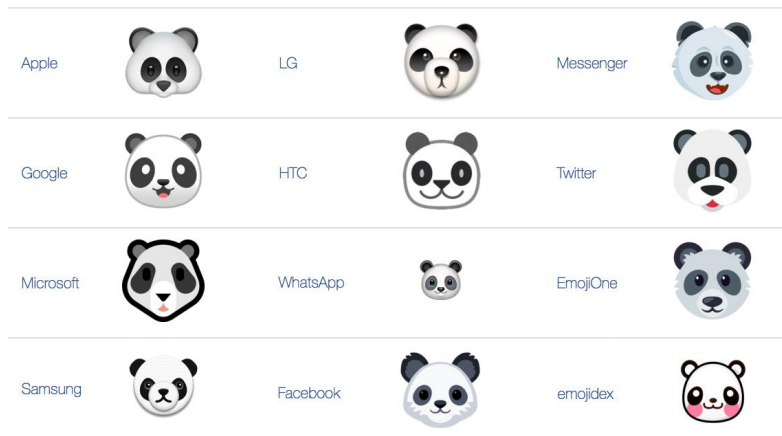 Apple
LG
Messenger
Google
HTC
Twitter
Microsoft
WhatsApp
EmojiOne
Samsung
Facebook
emojidex